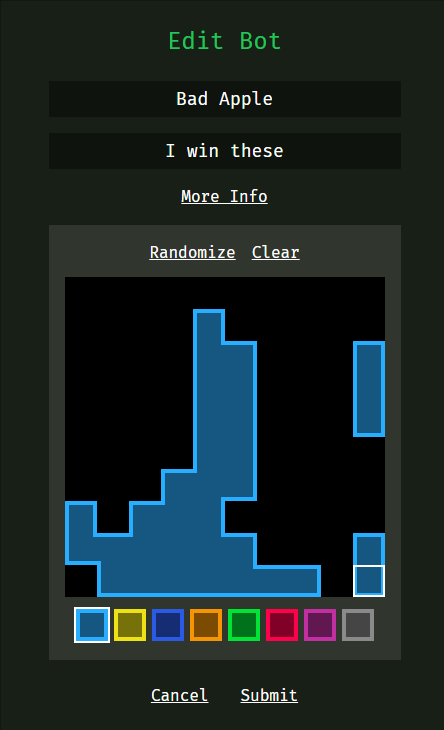 Edit Bot
Bad Apple
I win these
More Info
Randomize Clear
Cancel Submit